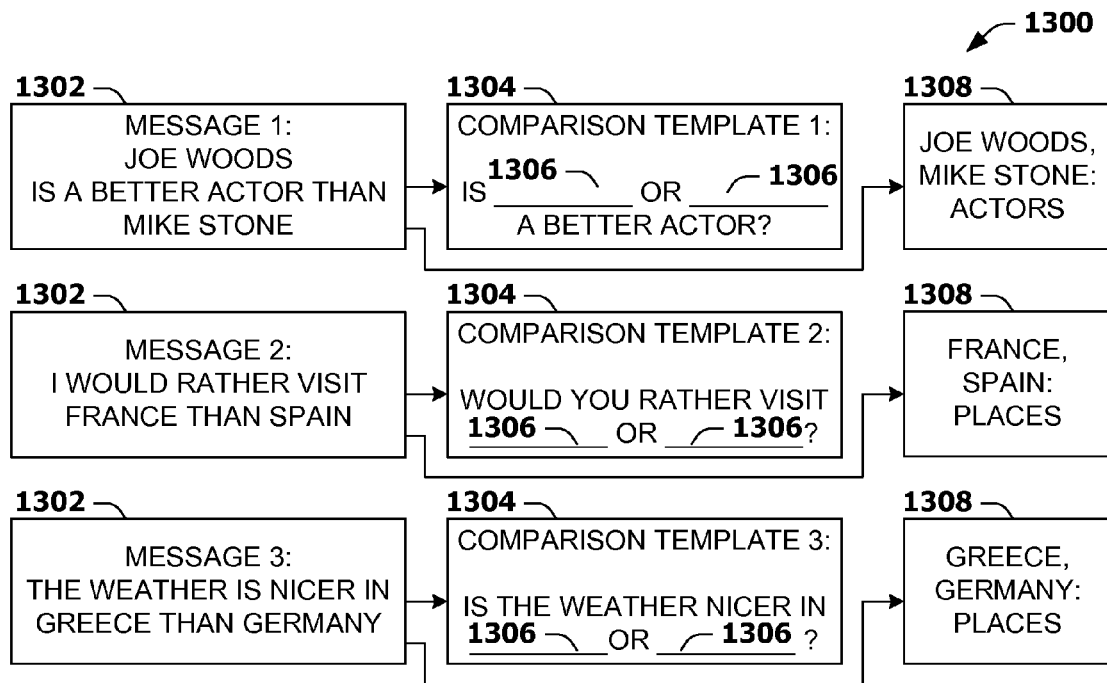 1300
1302
MESSAGE 1:
JOE WOODS
IS A BETTER ACTOR THAN
MIKE STONE
1304
COMPARISON TEMPLATE 1:
1306 1306
IS ____ OR ____
A BETTER ACTOR?
1308
JOE WOODS,
MIKE STONE:
ACTORS
1302
MESSAGE 2:
I WOULD RATHER VISIT
FRANCE THAN SPAIN
1304
COMPARISON TEMPLATE 2:
WOULD YOU RATHER VISIT
1306 OR 1306 ?
1308
FRANCE,
SPAIN:
PLACES
1302
MESSAGE 3:
THE WEATHER IS NICER IN
GREECE THAN GERMANY
1304
COMPARISON TEMPLATE 3:
IS THE WEATHER NICER IN
1306 OR 1306 ?
1308
GREECE,
GERMANY:
PLACES